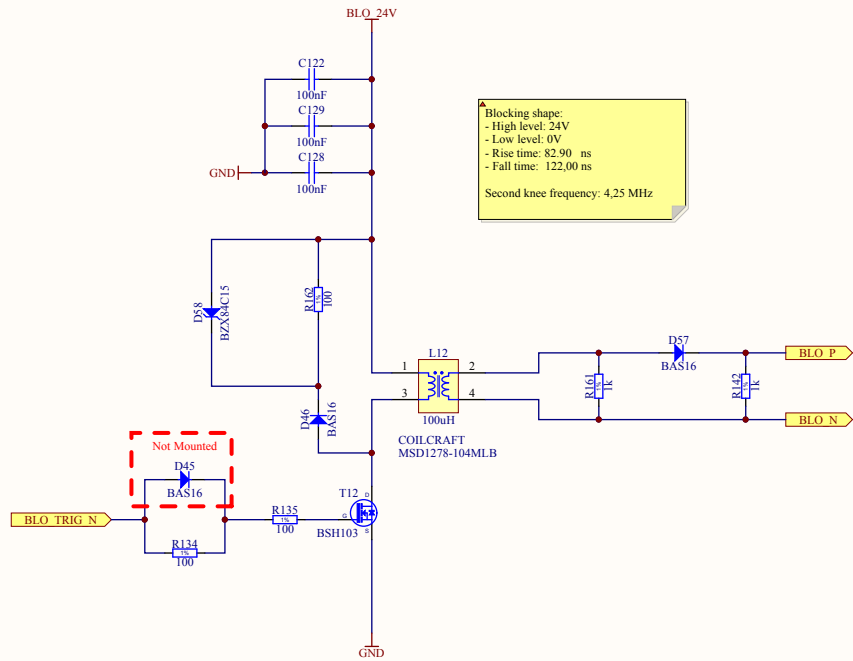 BLO_24V
C122
100nF
C129
100nF
C128
100nF
GND
Blocking shape:
- High level: 24V
- Low level: 0V
- Rise time: 82.90 ns
- Fall time: 122,00 ns
Second knee frequency: 4,25 MHz
D58
BZX84C15
R162
1%
100
L12
1
2
3
4
100uH
COILCRAFT
MSD1278-104MLB
D57
BAS16
R161
1%
1k
R142
1%
1k
BLO_P
BLO_N
D46
BAS16
Not Mounted
D45
BAS16
BLO_TRIG_N
R134
1%
100
R135
1%
100
T12
D
G
S
BSH103
GND